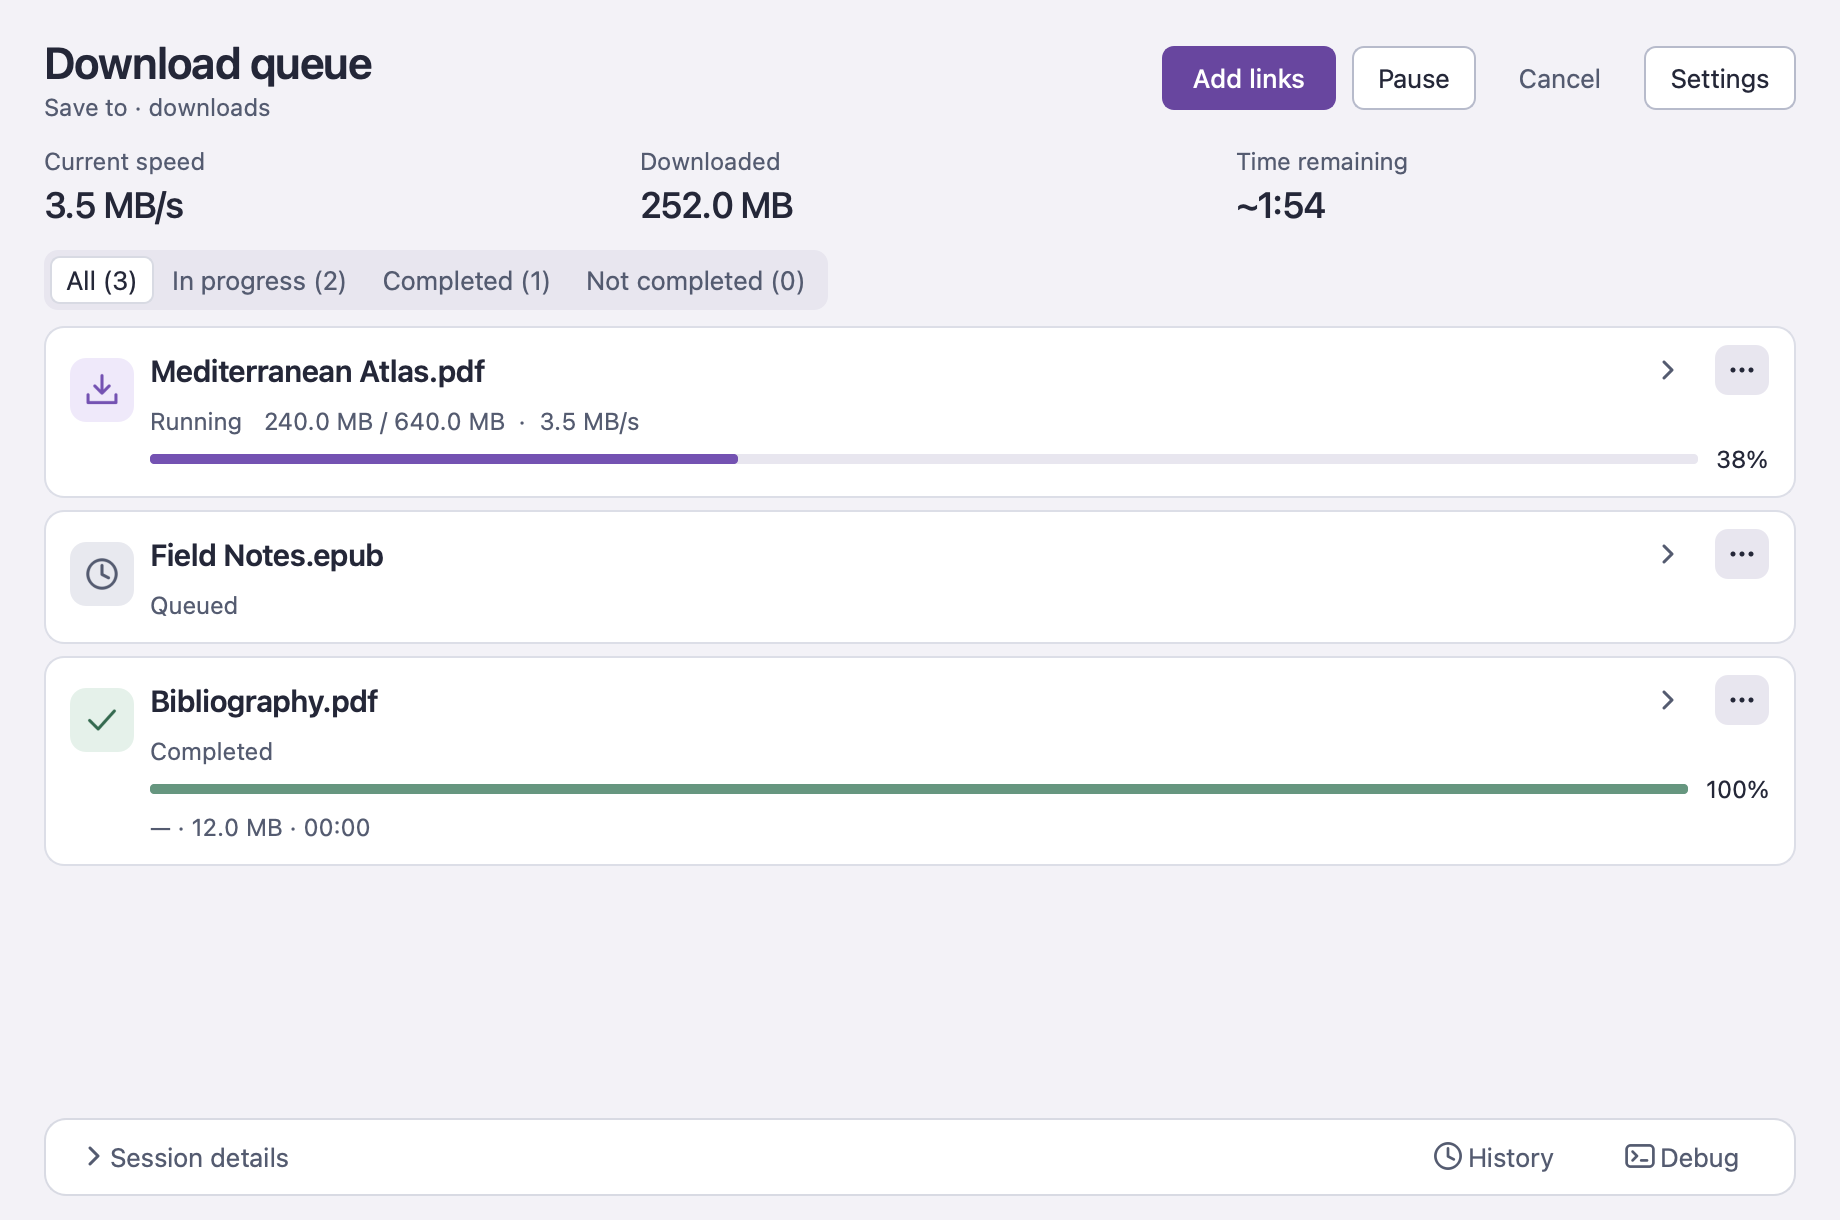 Download queue
Save to · downloads
Add links
Pause
Cancel
Settings
Current speed
3.5 MB/s
Downloaded
252.0 MB
Time remaining
~1:54
All (3)
In progress (2)
Completed (1)
Not completed (0)
Mediterranean Atlas.pdf
Running 240.0 MB / 640.0 MB · 3.5 MB/s
38%
Field Notes.epub
Queued
Bibliography.pdf
Completed
100%
— · 12.0 MB · 00:00
Session details
History
Debug